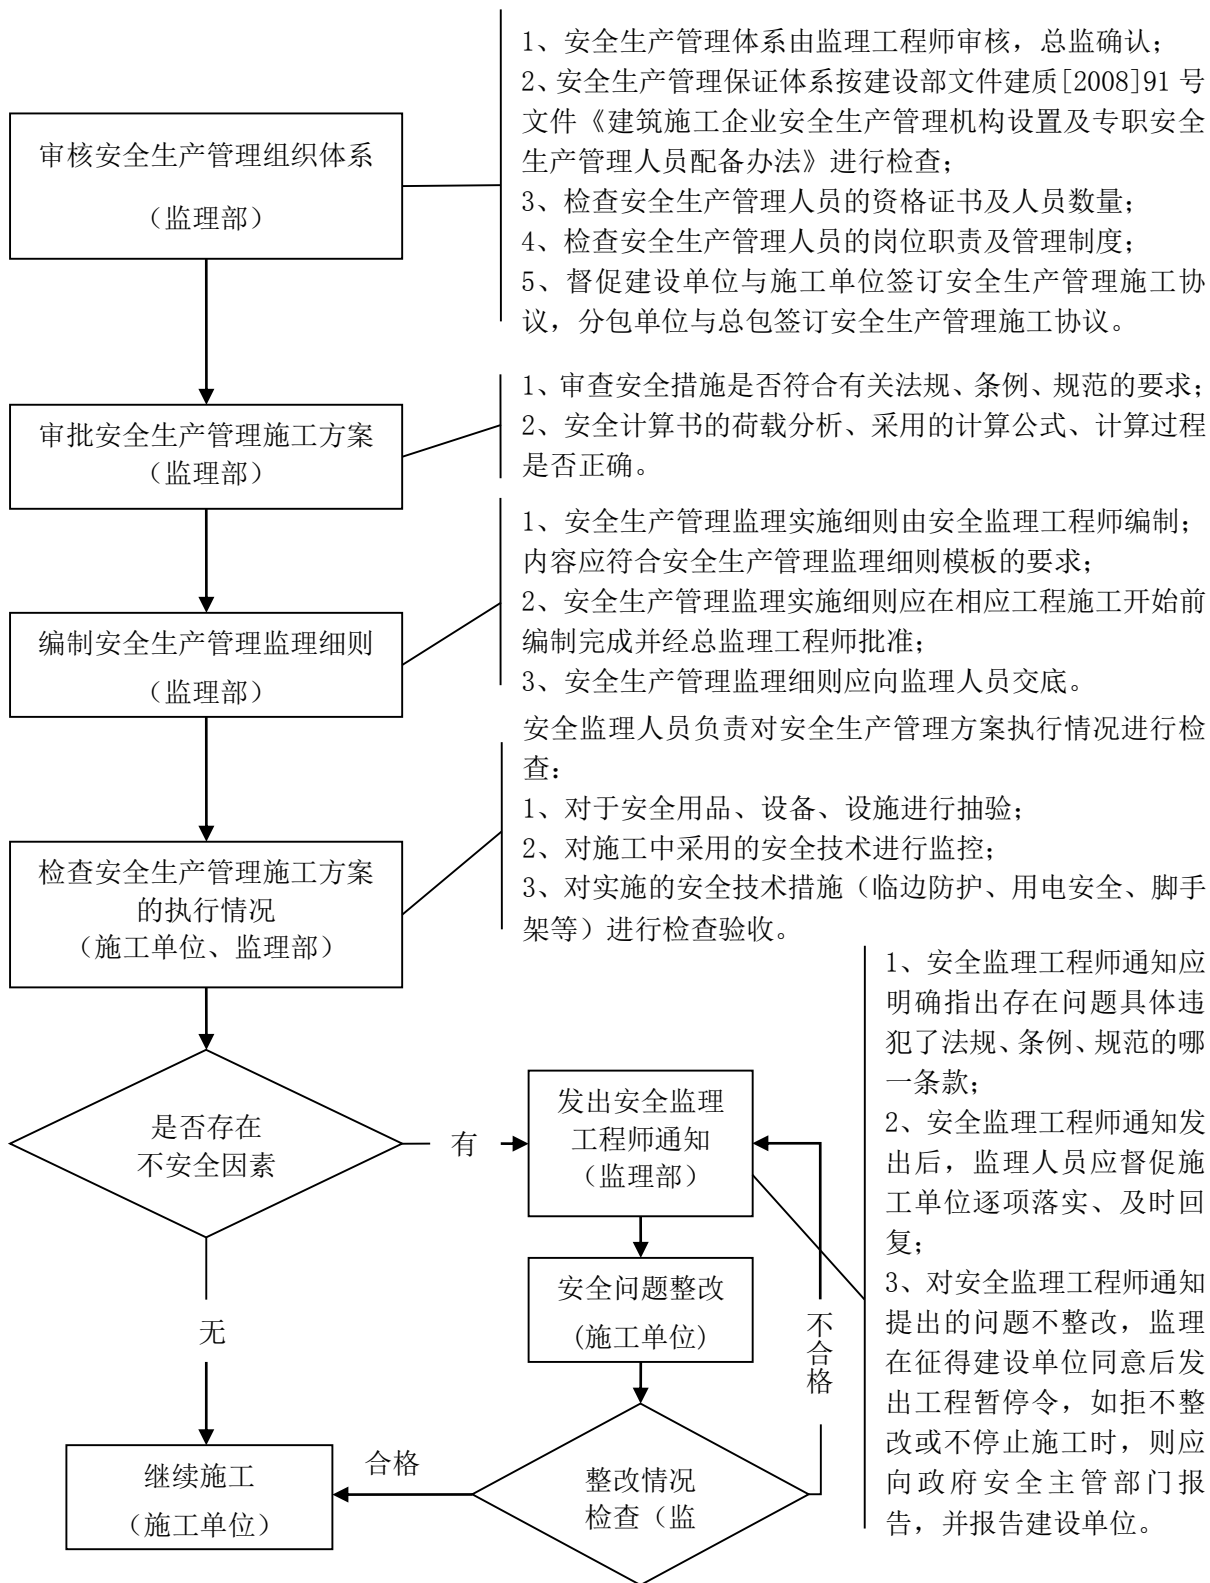 1、安全生产管理体系由监理工程师审核，总监确认；
2、安全生产管理保证体系按建设部文件建质[2008]91 号
文件《建筑施工企业安全生产管理机构设置及专职安全
生产管理人员配备办法》进行检查；
3、检查安全生产管理人员的资格证书及人员数量；
4、检查安全生产管理人员的岗位职责及管理制度；
5、督促建设单位与施工单位签订安全生产管理施工协
议，分包单位与总包签订安全生产管理施工协议。
审核安全生产管理组织体系
（监理部）
1、审查安全措施是否符合有关法规、条例、规范的要求；
2、安全计算书的荷载分析、采用的计算公式、计算过程
是否正确。
审批安全生产管理施工方案
（监理部）
1、安全生产管理监理实施细则由安全监理工程师编制；
内容应符合安全生产管理监理细则模板的要求；
2、安全生产管理监理实施细则应在相应工程施工开始前
编制完成并经总监理工程师批准；
3、安全生产管理监理细则应向监理人员交底。
编制安全生产管理监理细则
（监理部）
安全监理人员负责对安全生产管理方案执行情况进行检
查：
1、对于安全用品、设备、设施进行抽验；
2、对施工中采用的安全技术进行监控；
3、对实施的安全技术措施（临边防护、用电安全、脚手
架等）进行检查验收。
检查安全生产管理施工方案
的执行情况
（施工单位、监理部）
1、安全监理工程师通知应
明确指出存在问题具体违
犯了法规、条例、规范的哪
一条款；
2、安全监理工程师通知发
出后，监理人员应督促施
工单位逐项落实、及时回
复；
3、对安全监理工程师通知
提出的问题不整改，监理
在征得建设单位同意后发
出工程暂停令，如拒不整
改或不停止施工时，则应
向政府安全主管部门报
告，并报告建设单位。
是否存在
不安全因素
有
发出安全监理
工程师通知
（监理部）
安全问题整改
(施工单位)
无
不合格
合格
继续施工
（施工单位）
整改情况
检查（监